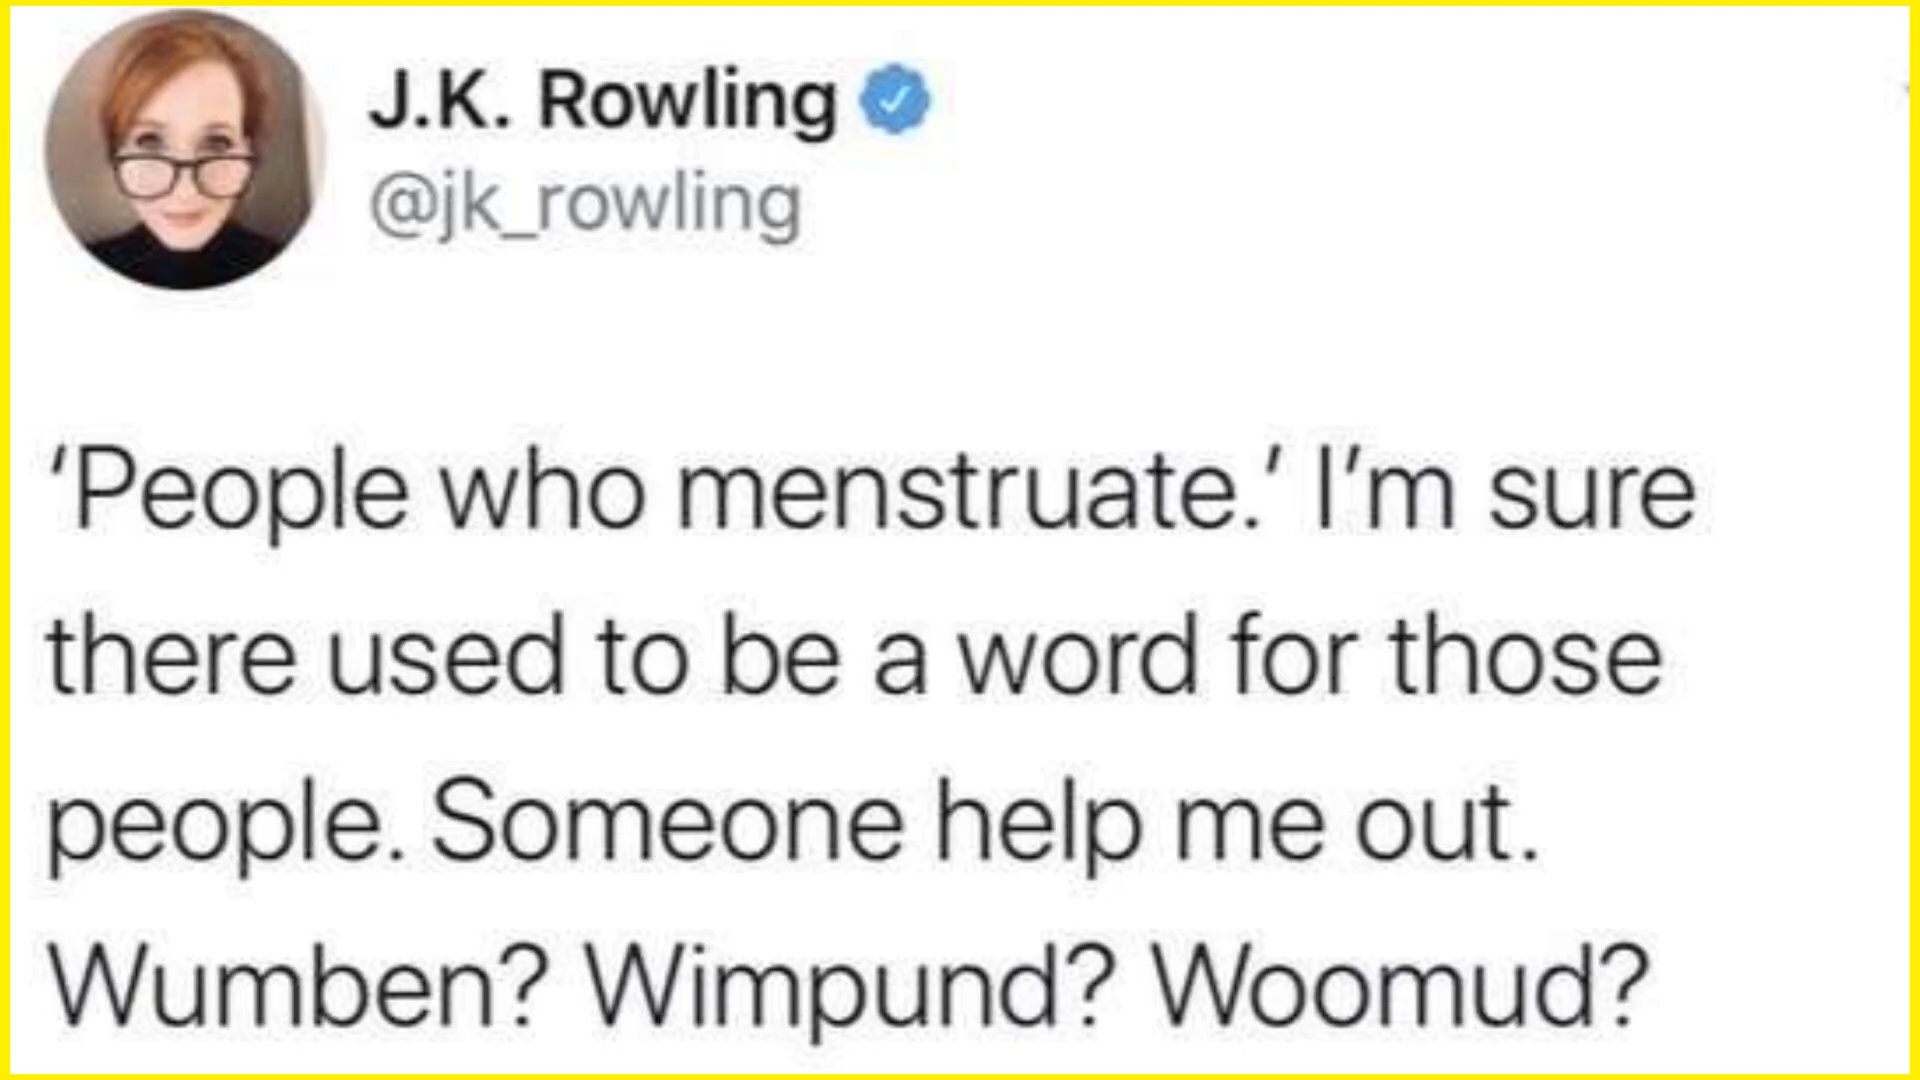 J.K. Rowling
@jk_rowling
‘People who menstruate.’ I’m sure
there used to be a word for those
people. Someone help me out.
Wumben? Wimpund? Woomud?